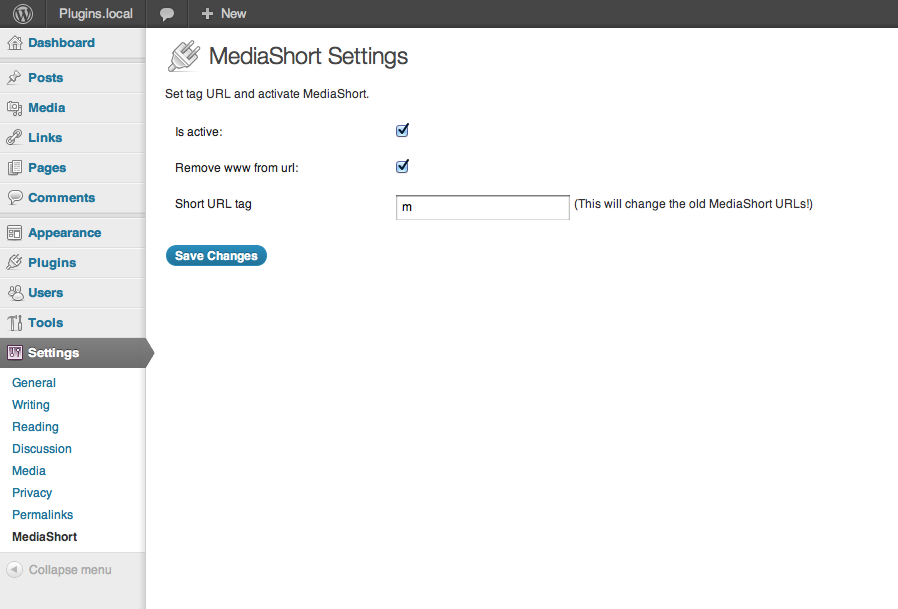 Plugins.local New
Dashboard
Posts
Media
Links
Pages
Comments
Appearance
Plugins
Users
Tools
Settings
General
Writing
Reading
Discussion
Media
Privacy
Permalinks
MediaShort
Collapse menu
MediaShort Settings
Set tag URL and activate MediaShort.
Is active:
Remove www from url:
Short URL tag m (This will change the old MediaShort URLs!)
Save Changes